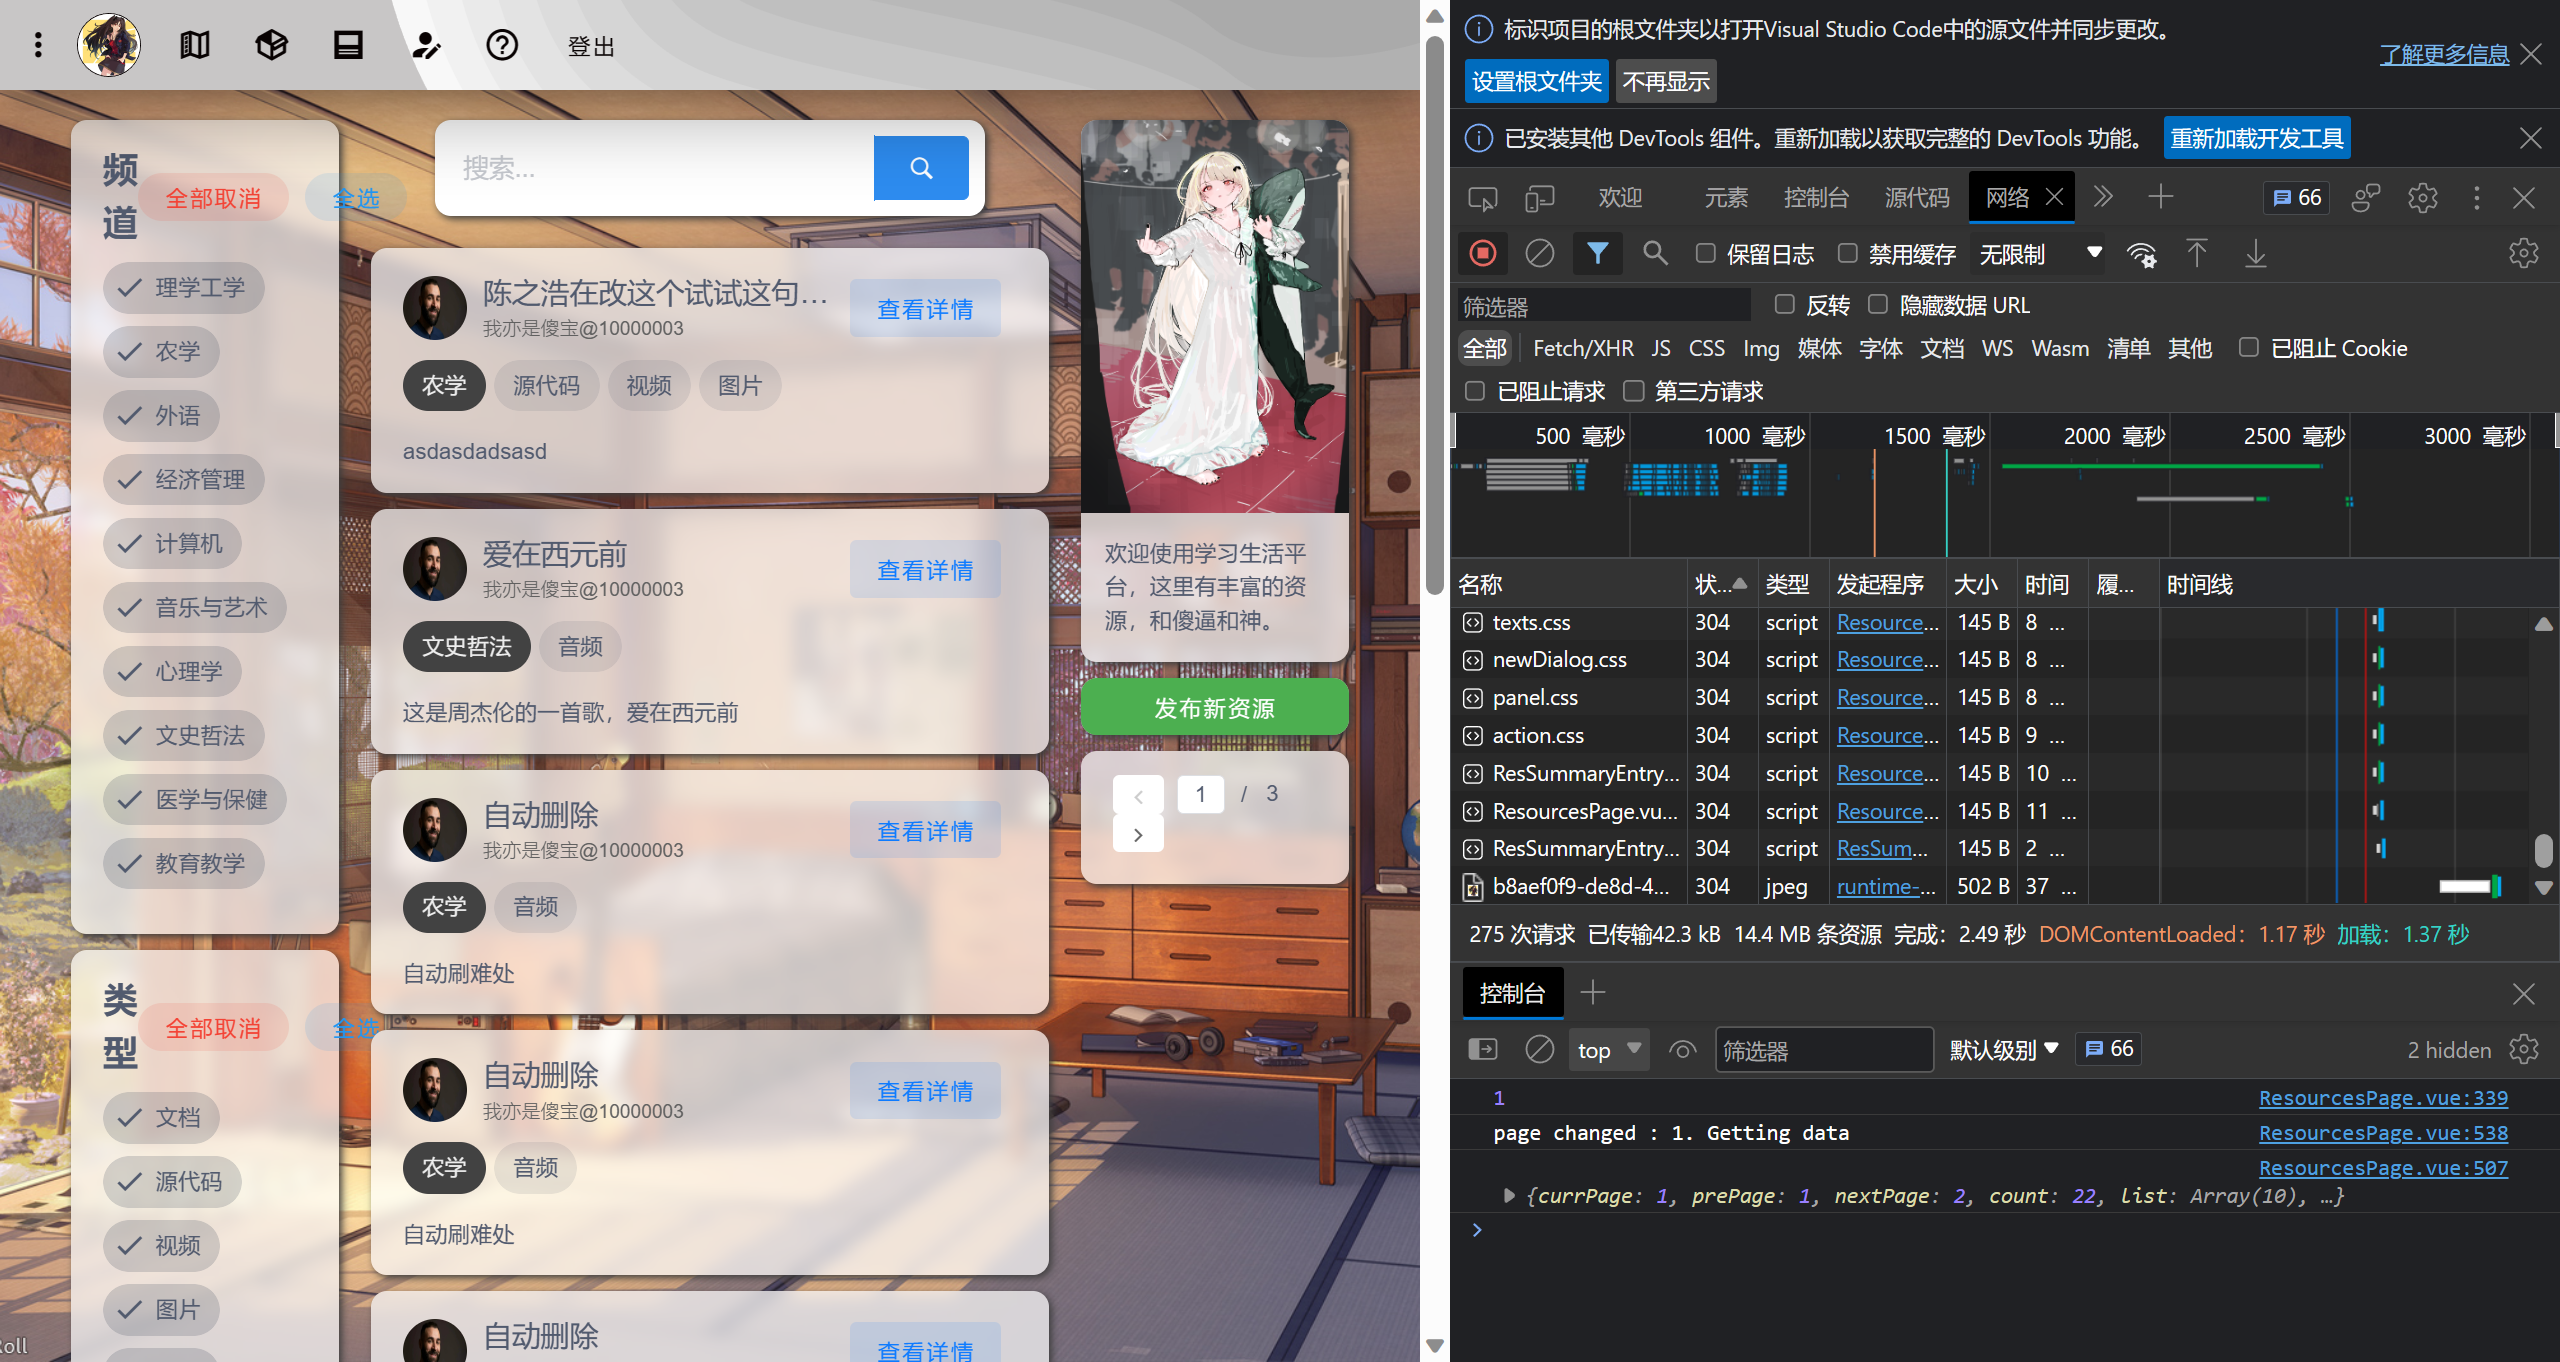 登出
频道
全部取消
全选
理学工学
农学
外语
经济管理
计算机
音乐与艺术
心理学
文史哲法
医学与保健
教育教学
类型
全部取消
全选
文档
源代码
视频
图片
搜索...
陈之浩在改这个试试这句...
我亦是傻宝@10000003
查看详情
农学 源代码 视频 图片
asdasdadsasd
爱在西元前
我亦是傻宝@10000003
查看详情
文史哲法 音频
这是周杰伦的一首歌，爱在西元前
自动删除
我亦是傻宝@10000003
查看详情
农学 音频
自动刷难处
自动删除
我亦是傻宝@10000003
查看详情
农学 音频
自动刷难处
自动删除
查看详情
欢迎使用学习生活平
台，这里有丰富的资
源，和傻逼和神。
发布新资源
1 / 3
标识项目的根文件夹以打开Visual Studio Code中的源文件并同步更改。
了解更多信息
设置根文件夹 不再显示
已安装其他 DevTools 组件。重新加载以获取完整的 DevTools 功能。 重新加载开发工具
欢迎 元素 控制台 源代码 网络 66
保留日志 禁用缓存 无限制
筛选器 反转 隐藏数据 URL
全部 Fetch/XHR JS CSS Img 媒体 字体 文档 WS Wasm 清单 其他 已阻止 Cookie
已阻止请求 第三方请求
500 毫秒 1000 毫秒 1500 毫秒 2000 毫秒 2500 毫秒 3000 毫秒
名称 状... 类型 发起程序 大小 时间 履... 时间线
texts.css 304 script Resource... 145 B 8 ...
newDialog.css 304 script Resource... 145 B 8 ...
panel.css 304 script Resource... 145 B 8 ...
action.css 304 script Resource... 145 B 9 ...
ResSummaryEntry... 304 script Resource... 145 B 10 ...
ResourcesPage.vu... 304 script Resource... 145 B 11 ...
ResSummaryEntry... 304 script ResSum... 145 B 2 ...
b8aef0f9-de8d-4... 304 jpeg runtime-... 502 B 37 ...
275 次请求 已传输42.3 kB 14.4 MB 条资源 完成：2.49 秒 DOMContentLoaded：1.17 秒 加载：1.37 秒
控制台
top 筛选器 默认级别 66 2 hidden
1 ResourcesPage.vue:339
page changed : 1. Getting data ResourcesPage.vue:538
ResourcesPage.vue:507
{currPage: 1, prePage: 1, nextPage: 2, count: 22, list: Array(10), …}